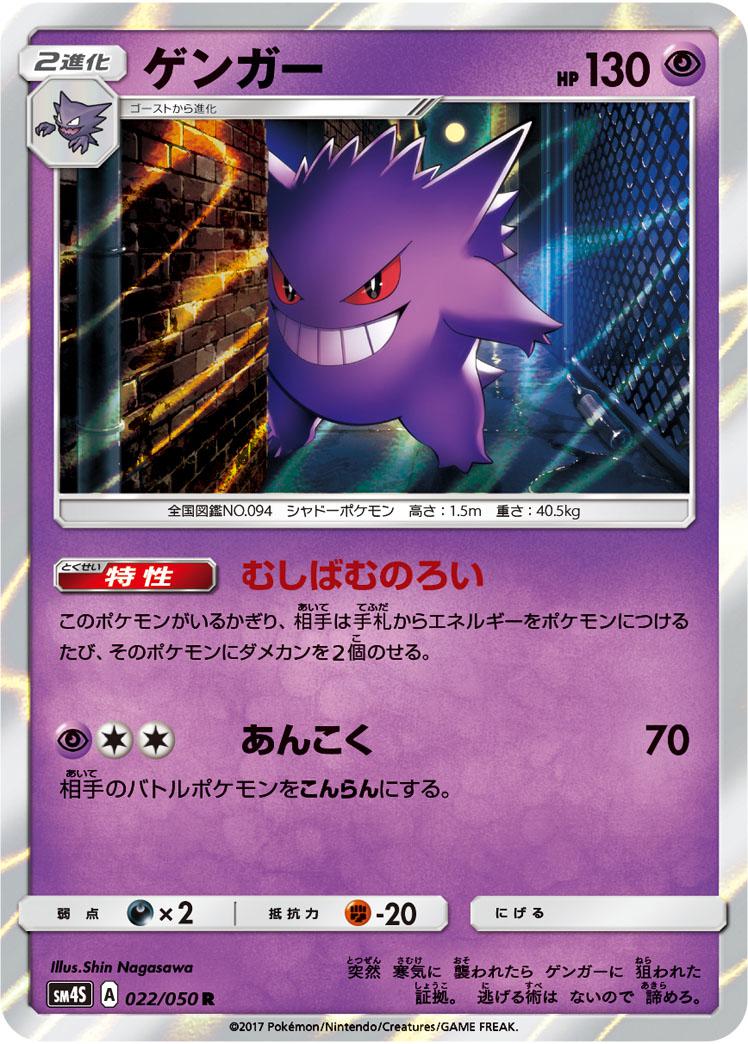 2進化 ゲンガー HP 130
ゴーストから進化
全国図鑑NO.094 シャドーポケモン 高さ:1.5m 重さ:40.5kg
とくせい
特性 むしばむのろい
あいて てふだ
このポケモンがいるかぎり、相手は手札からエネルギーをポケモンにつける
こ
たび、そのポケモンにダメカンを2個のせる。
あんこく 70
あいて
相手のバトルポケモンをこんらんにする。
弱点 ×2 抵抗力 -20 にげる
Illus.Shin Nagasawa
とつぜん さむけ おそ ねら
突然 寒気に 襲われたら ゲンガーに 狙われた
しょうこ に すべ あきら
証拠。 逃げる術は ないので 諦めろ。
SM4S A 022/050 R
©2017 Pokémon/Nintendo/Creatures/GAME FREAK.